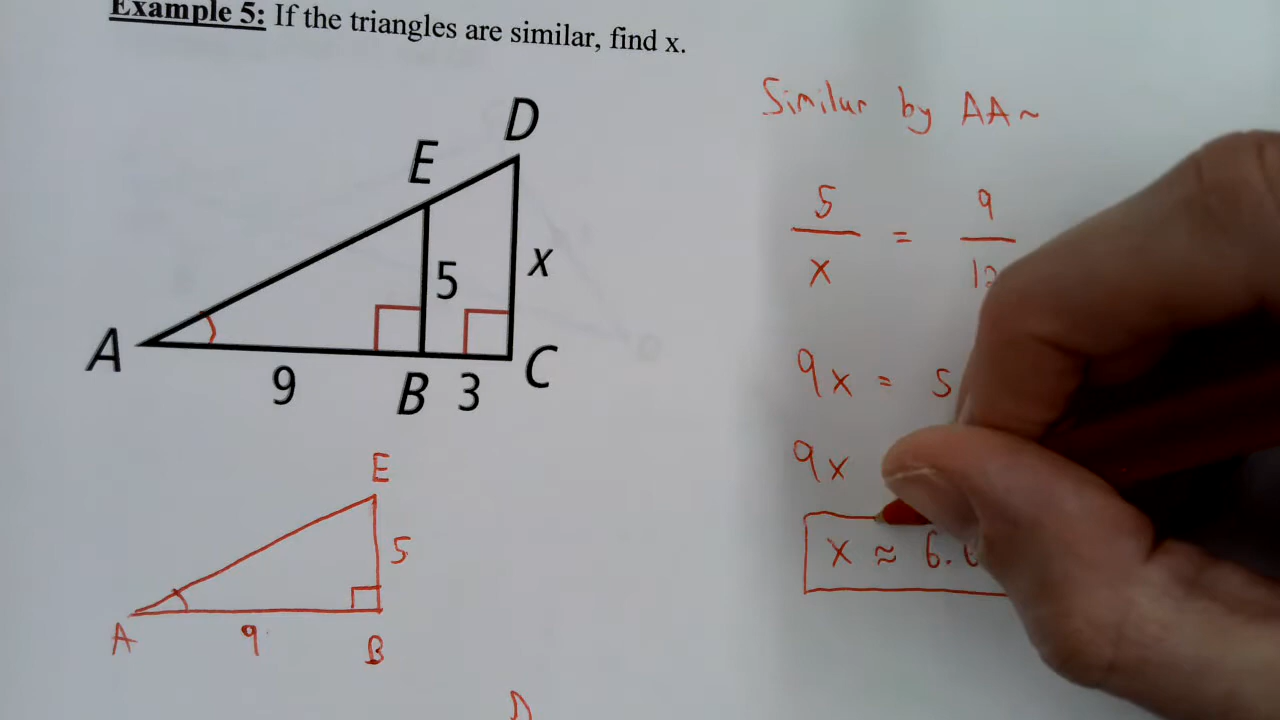 Example 5: If the triangles are similar, find x.
D
E
x
5
A
9
B
3
C
E
5
A
9
B
D
Similar by AA~
5
x
=
9
12
9x = 5
9x
x ≈ 6.